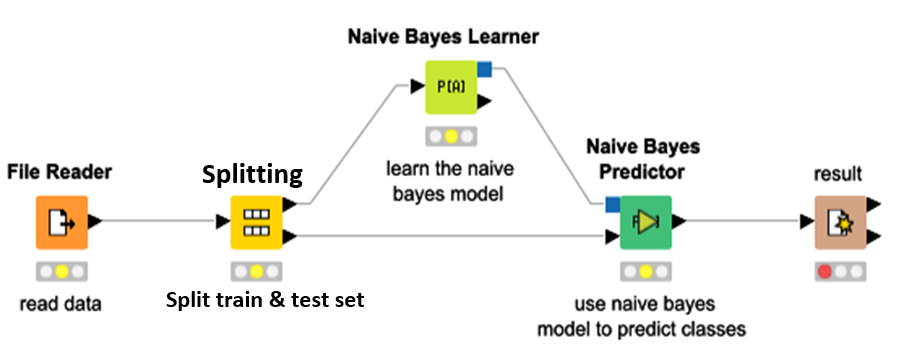 Naive Bayes Learner
P[A]
learn the naive
bayes model
File Reader
read data
Splitting
Split train & test set
Naive Bayes
Predictor
use naive bayes
model to predict classes
result